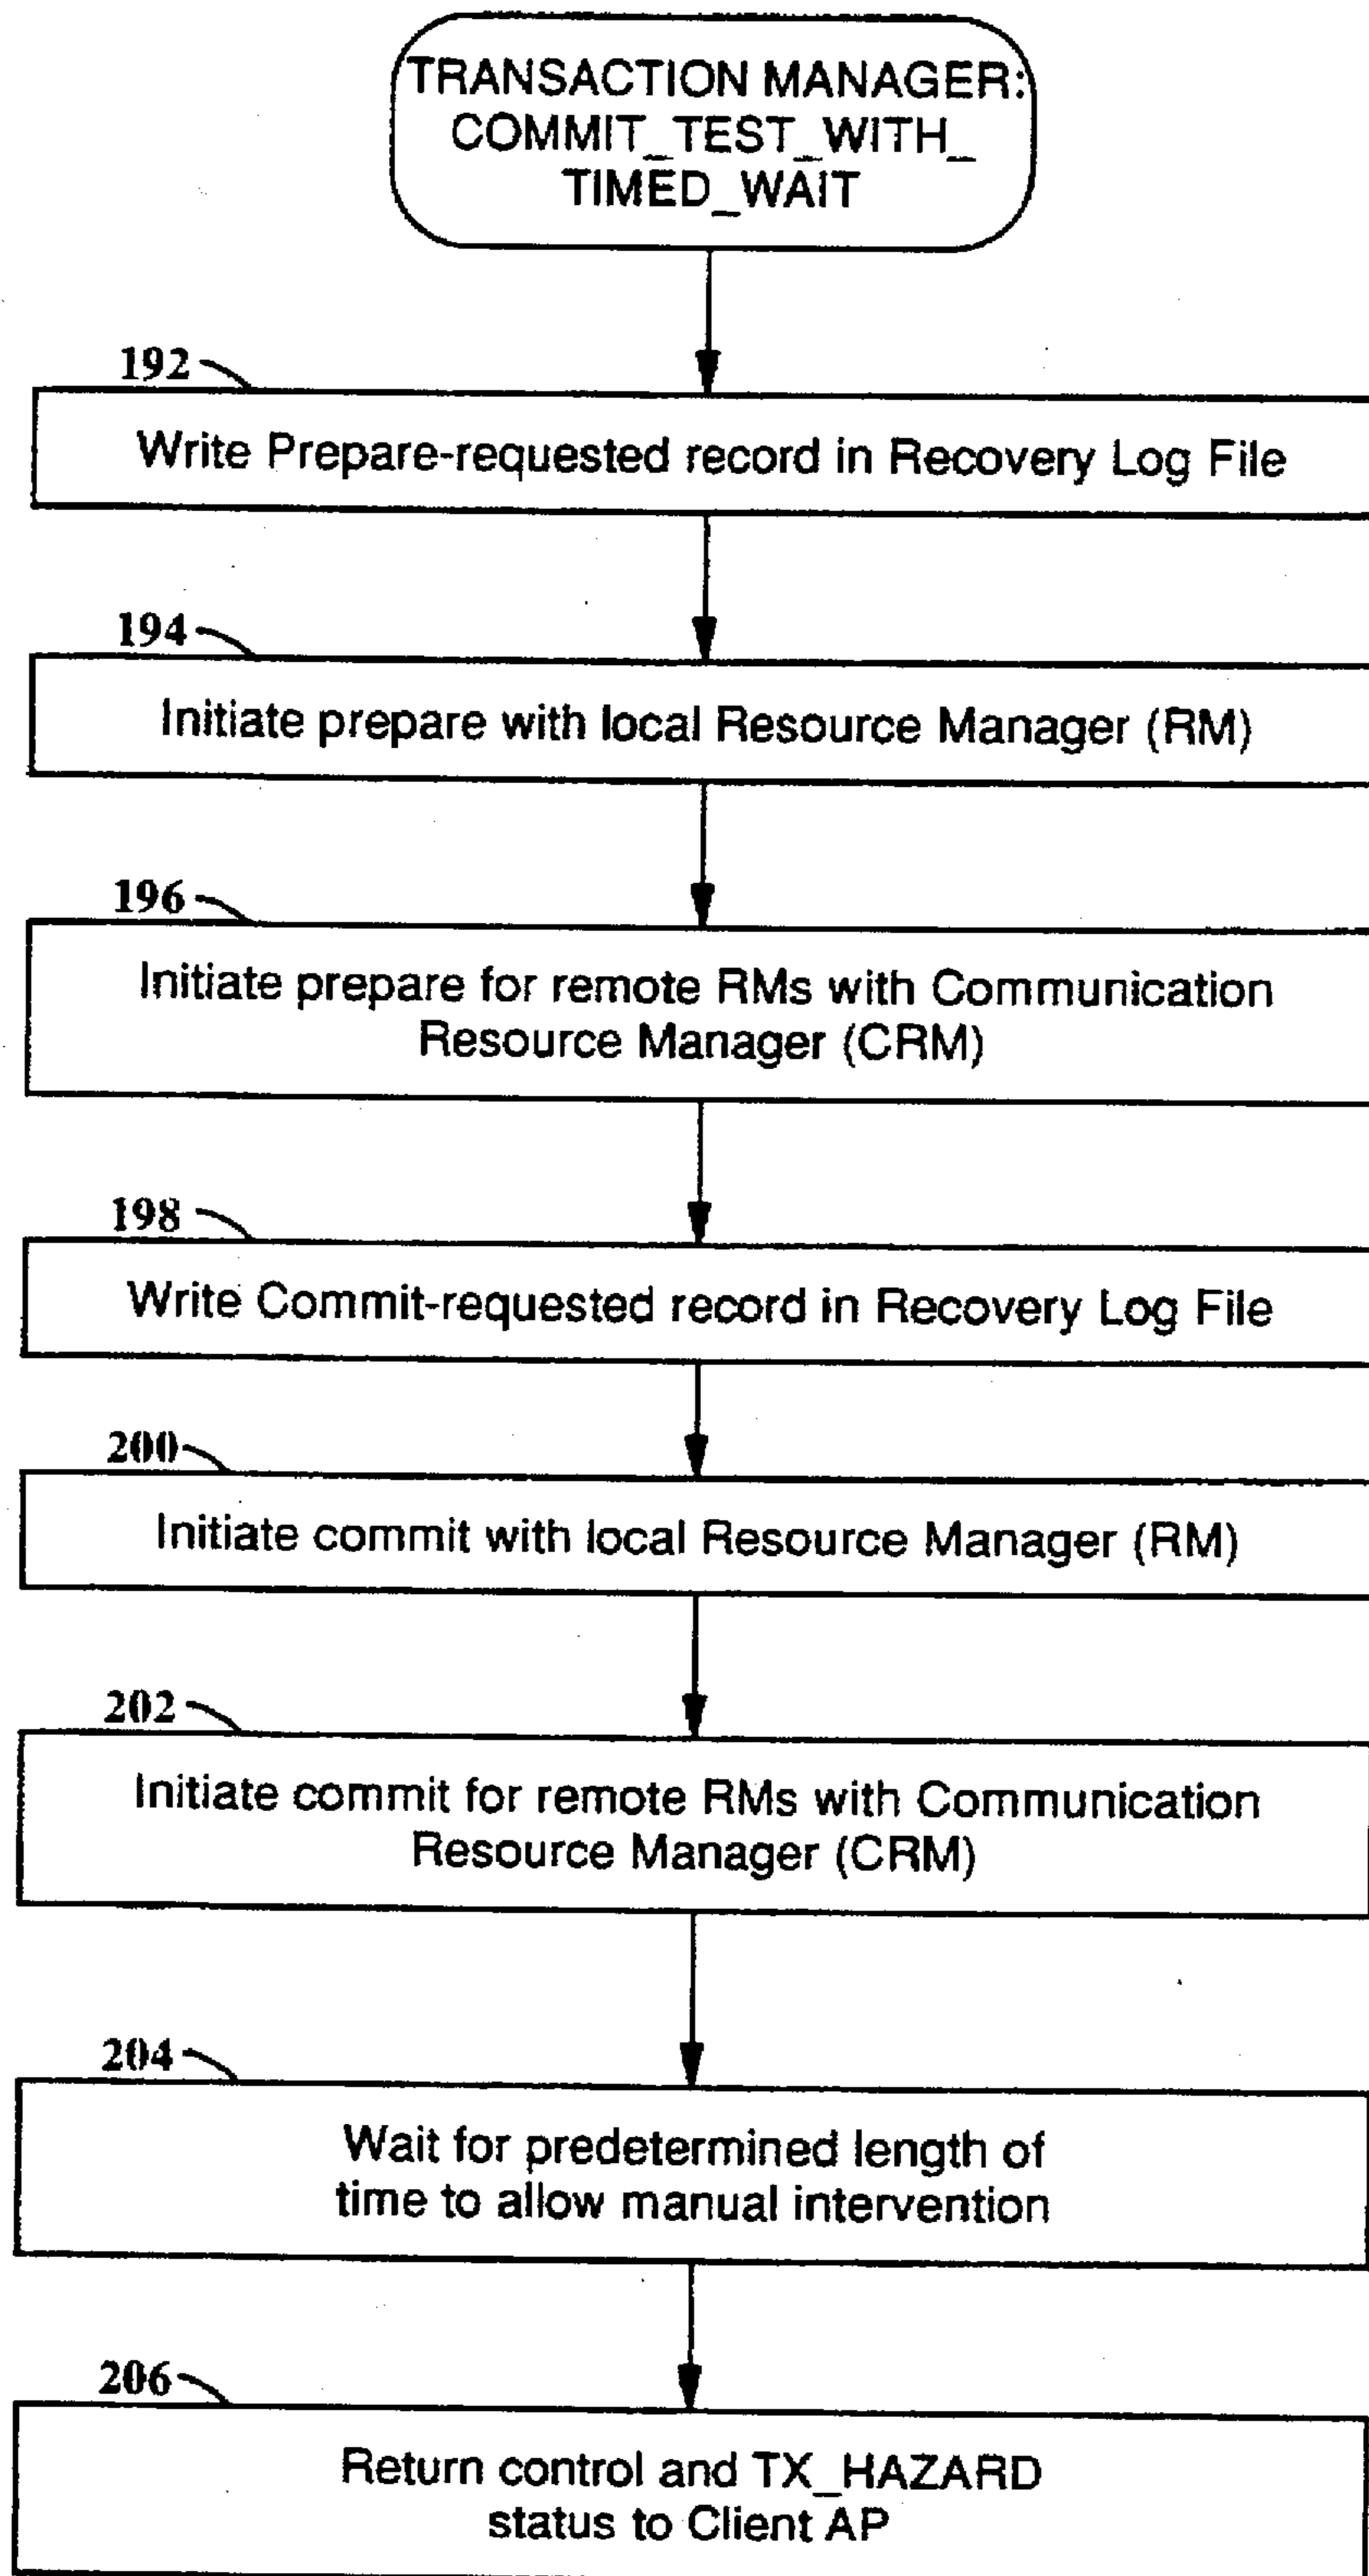 TRANSACTION MANAGER:
COMMIT_TEST_WITH_
TIMED_WAIT
192
Write Prepare-requested record in Recovery Log File
194
Initiate prepare with local Resource Manager (RM)
196
Initiate prepare for remote RMs with Communication
Resource Manager (CRM)
198
Write Commit-requested record in Recovery Log File
200
Initiate commit with local Resource Manager (RM)
202
Initiate commit for remote RMs with Communication
Resource Manager (CRM)
204
Wait for predetermined length of
time to allow manual intervention
206
Return control and TX_HAZARD
status to Client AP